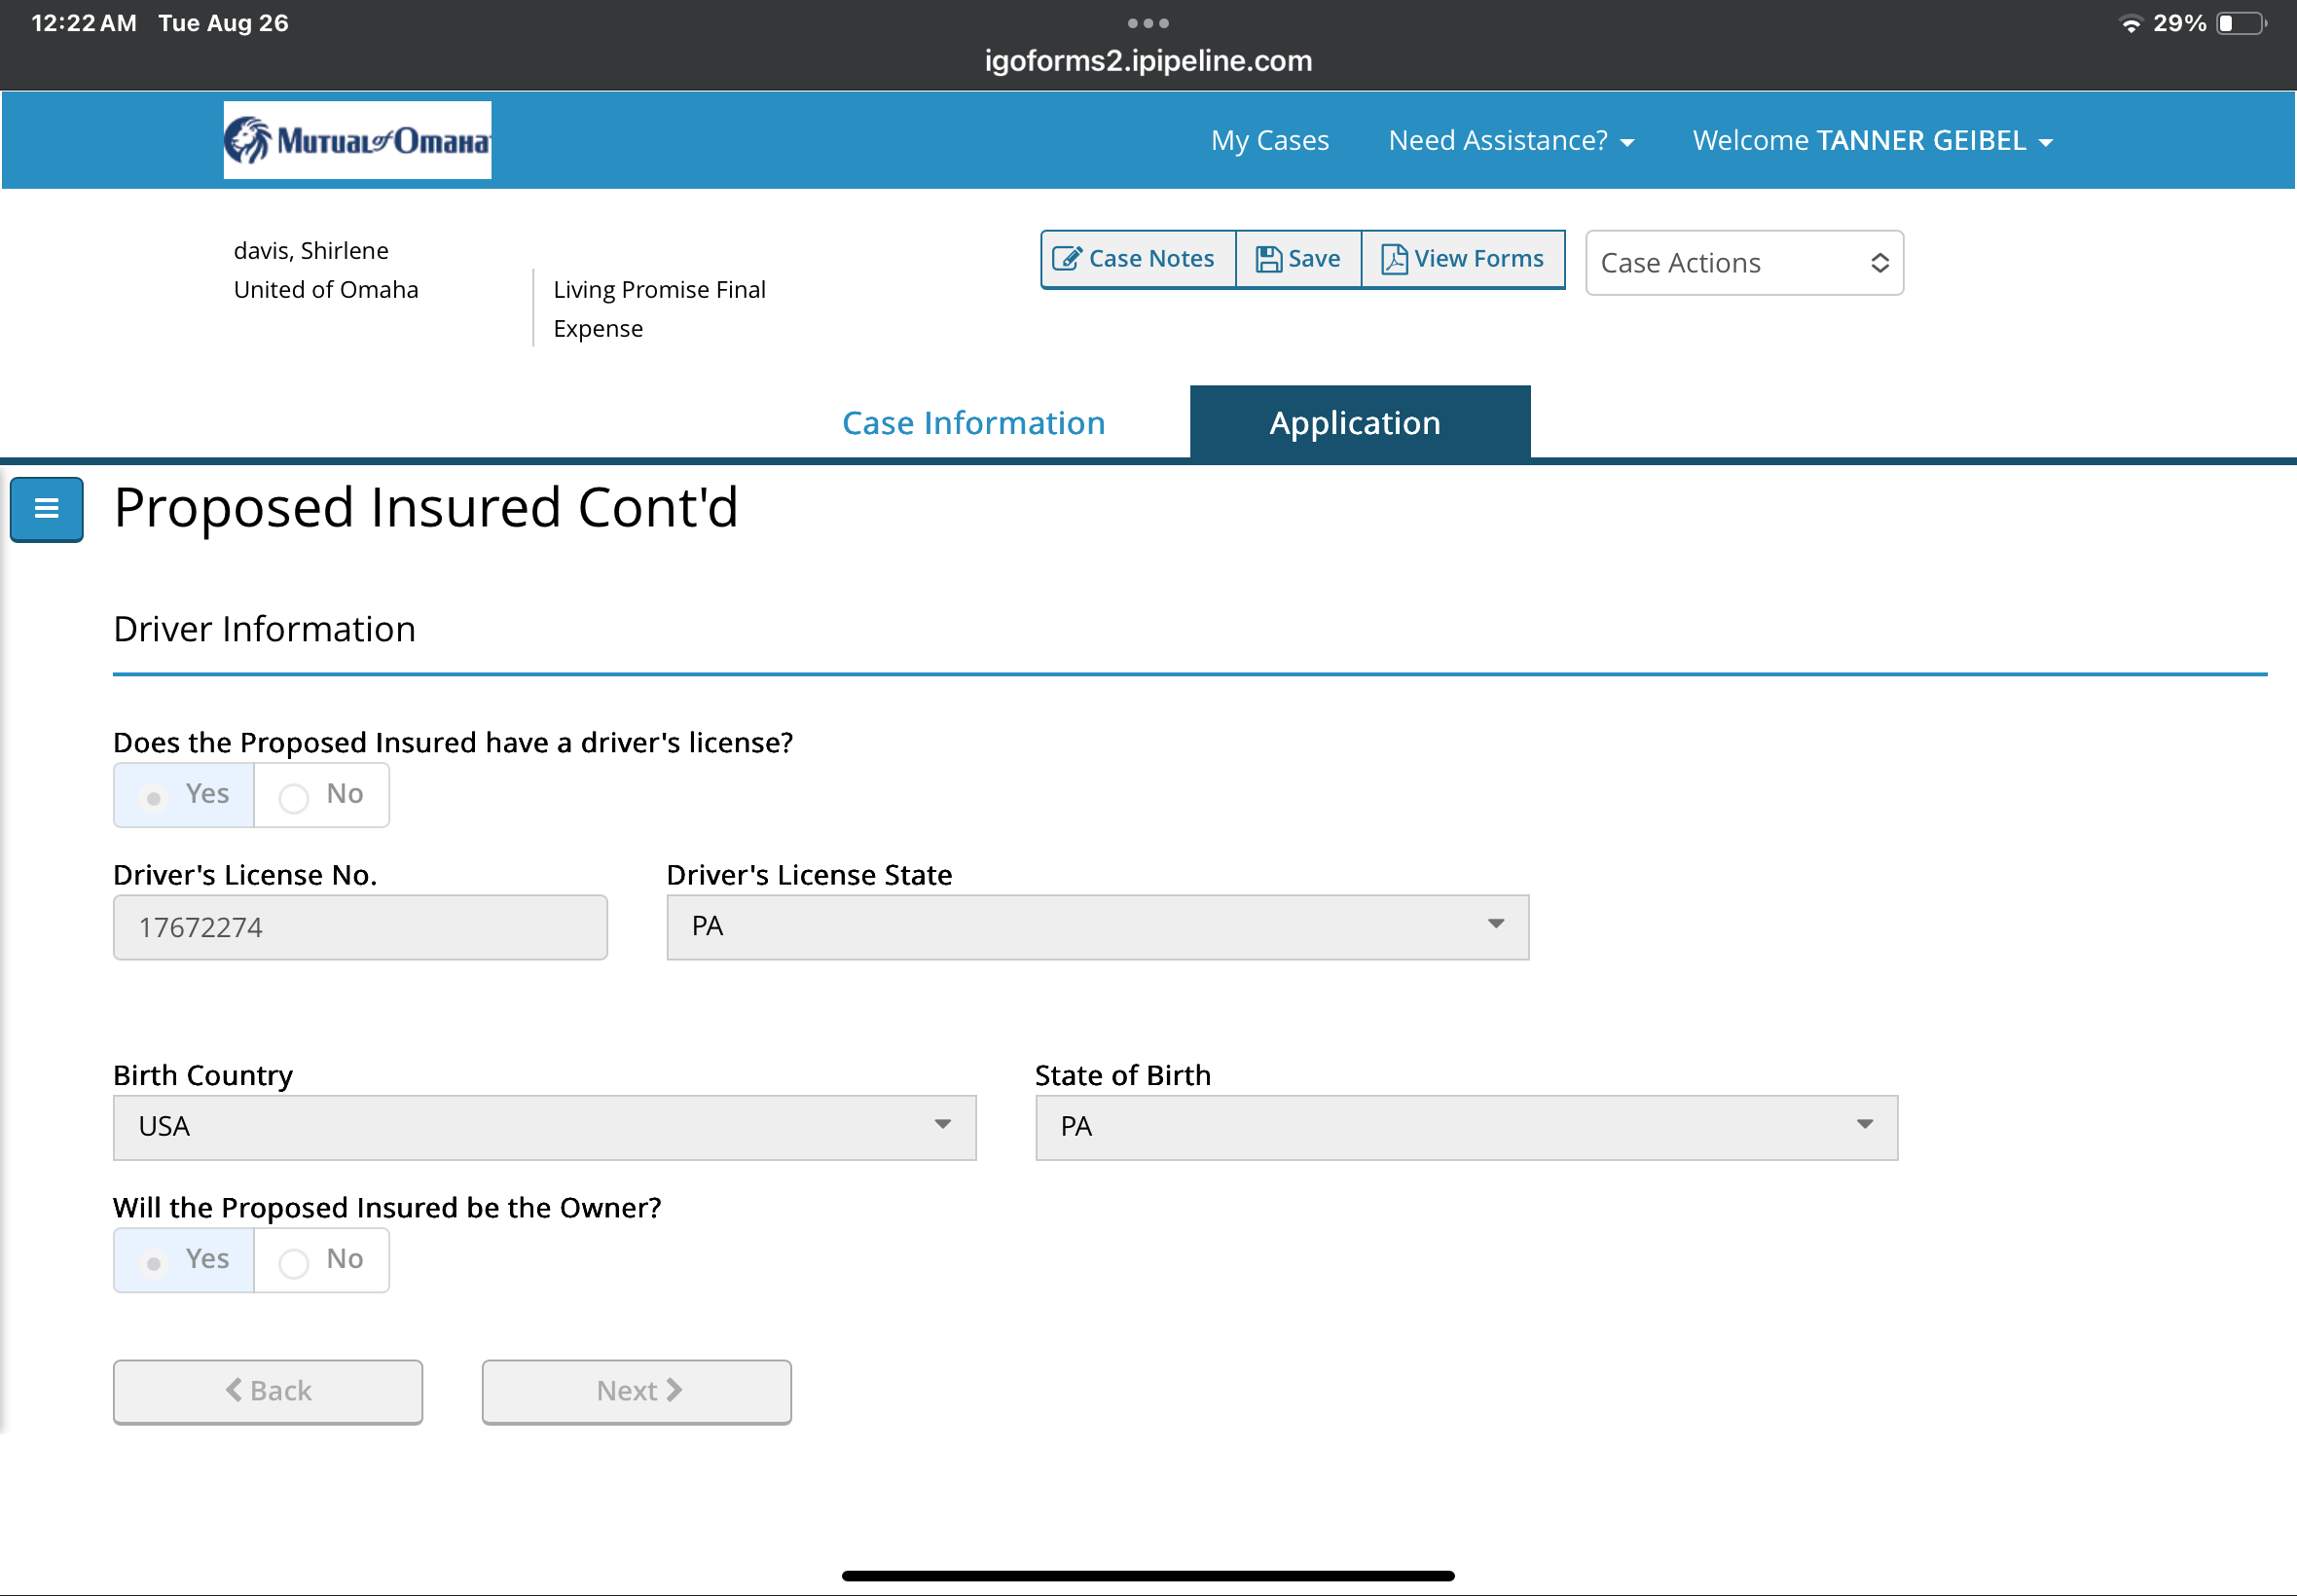 12:22 AM Tue Aug 26
29%
igoforms2.ipipeline.com
Mutual of Omaha
My Cases
Need Assistance?
Welcome TANNER GEIBEL
davis, Shirlene
United of Omaha
Living Promise Final
Expense
Case Notes
Save
View Forms
Case Actions
Case Information
Application
Proposed Insured Cont'd
Driver Information
Does the Proposed Insured have a driver's license?
Yes
No
Driver's License No.
Driver's License State
17672274
PA
Birth Country
State of Birth
USA
PA
Will the Proposed Insured be the Owner?
Yes
No
Back
Next